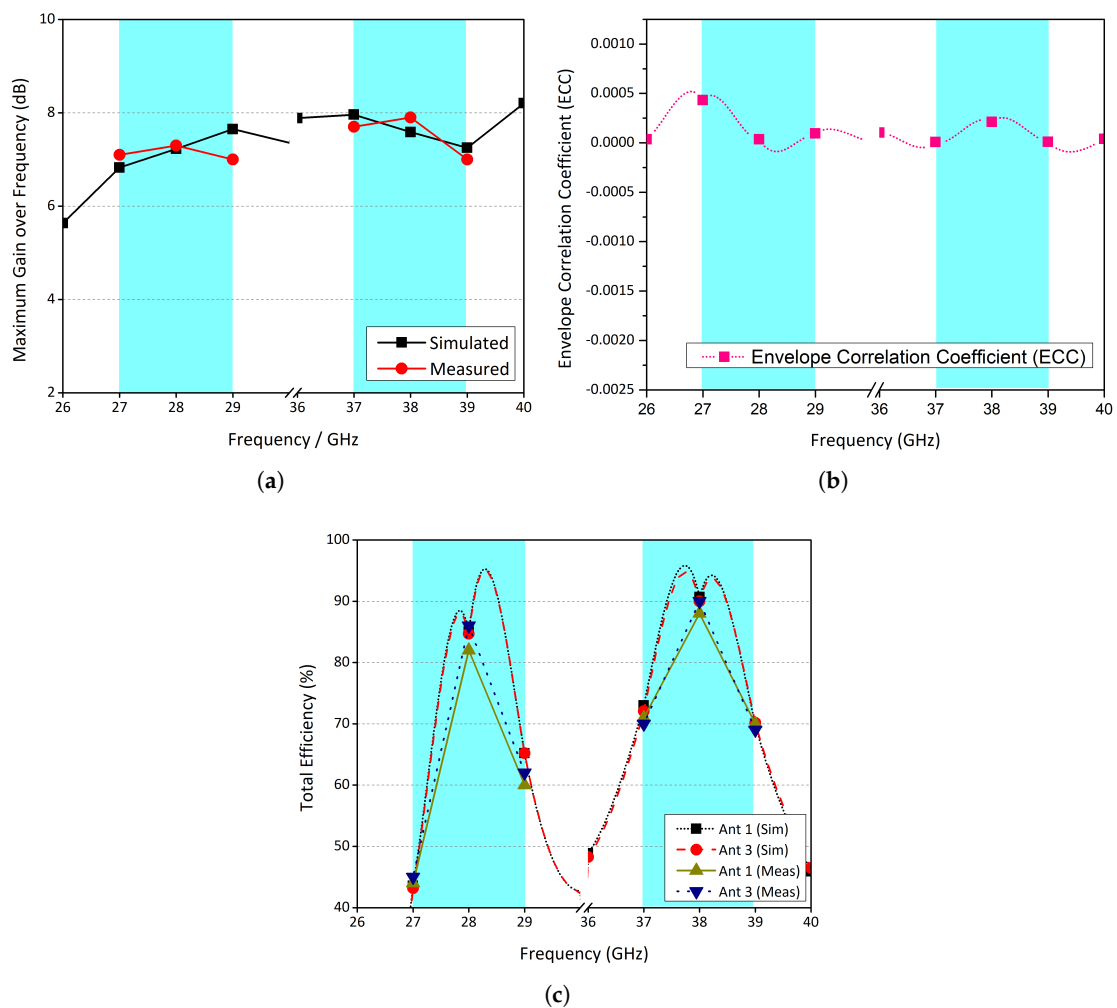 Maximum Gain over Frequency (dB)
10
8
6
4
2
Simulated
Measured
26 27 28 29 36 37 38 39 40
Frequency / GHz
(a)
Envelope Correlation Coefficient (ECC)
0.0010
0.0005
0.0000
-0.0005
-0.0010
-0.0015
-0.0020
-0.0025
Envelope Correlation Coefficient (ECC)
26 27 28 29 36 37 38 39 40
Frequency (GHz)
(b)
Total Efficiency (%)
100
90
80
70
60
50
40
Ant 1 (Sim)
Ant 3 (Sim)
Ant 1 (Meas)
Ant 3 (Meas)
26 27 28 29 36 37 38 39 40
Frequency (GHz)
(c)